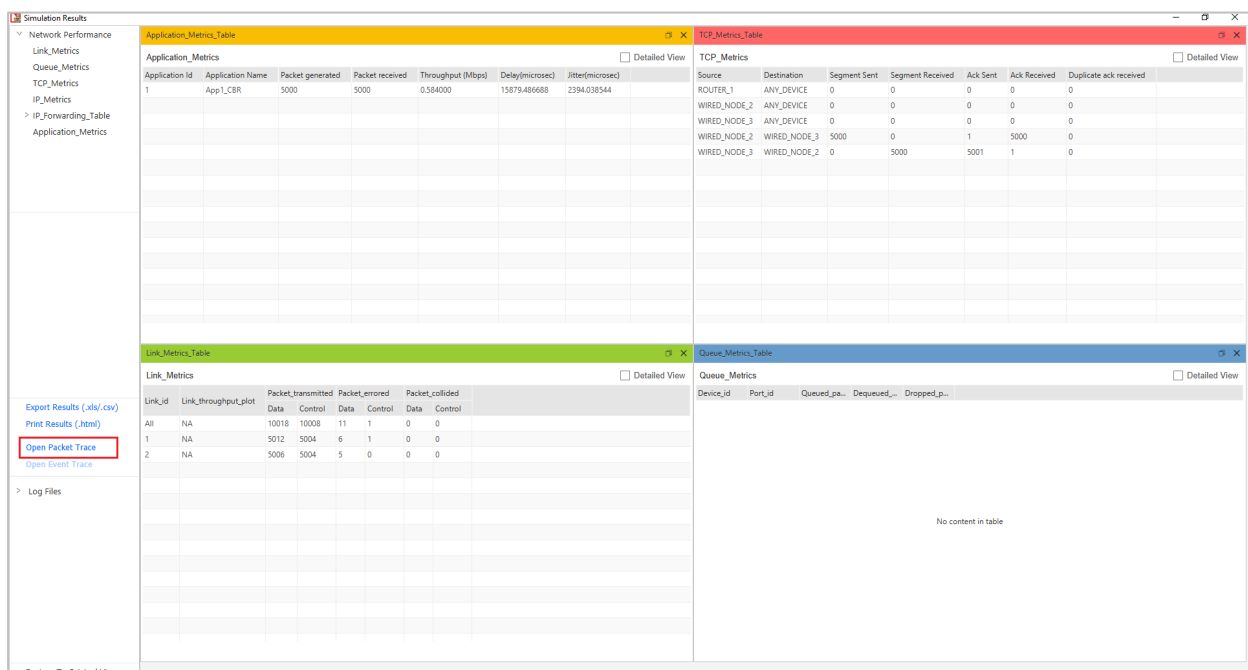 Simulation Results
Network Performance
Link_Metrics
Queue_Metrics
TCP_Metrics
IP_Metrics
IP_Forwarding_Table
Application_Metrics
Export Results (.xls/.csv)
Print Results (.html)
Open Packet Trace
Open Event Trace
Log Files
Application_Metrics_Table
Application_Metrics Detailed View
Application Id Application Name Packet generated Packet received Throughput (Mbps) Delay(microsec) Jitter(microsec)
1 App1_CBR 5000 5000 0.584000 15879.486688 2394.038544
TCP_Metrics_Table
TCP_Metrics Detailed View
Source Destination Segment Sent Segment Received Ack Sent Ack Received Duplicate ack received
ROUTER_1 ANY_DEVICE 0 0 0 0 0
WIRED_NODE_2 ANY_DEVICE 0 0 0 0 0
WIRED_NODE_3 ANY_DEVICE 0 0 0 0 0
WIRED_NODE_2 WIRED_NODE_3 5000 0 1 5000 0
WIRED_NODE_3 WIRED_NODE_2 0 5000 5001 1 0
Link_Metrics_Table
Link_Metrics Detailed View
Link_id Link_throughput_plot Packet_transmitted Packet_errored Packet_collided
Data Control Data Control Data Control
All NA 10018 10008 11 1 0 0
1 NA 5012 5004 6 1 0 0
2 NA 5006 5004 5 0 0 0
Queue_Metrics_Table
Queue_Metrics Detailed View
Device_id Port_id Queued_pa... Dequeued_... Dropped_p...
No content in table